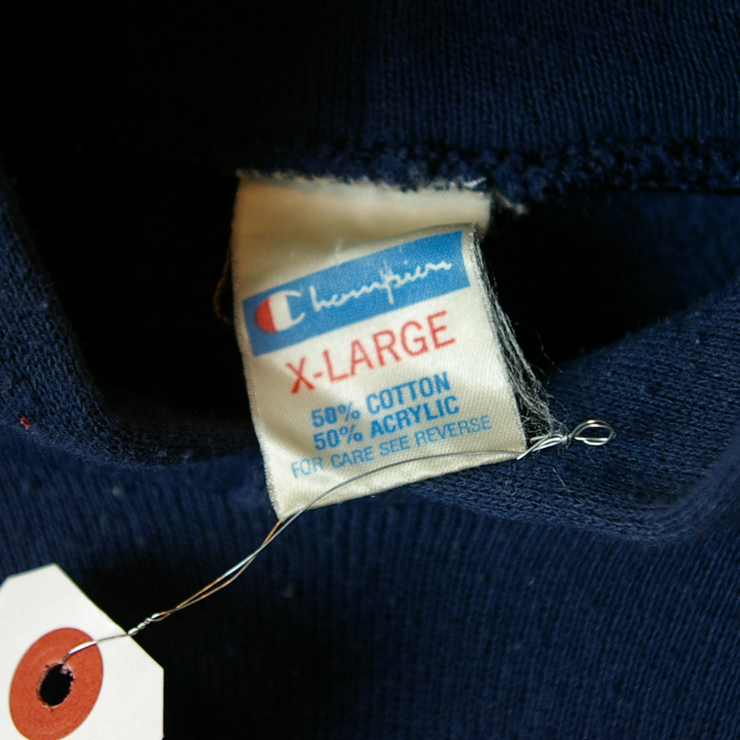 Champion
X-LARGE
50% COTTON
50% ACRYLIC
FOR CARE SEE REVERSE